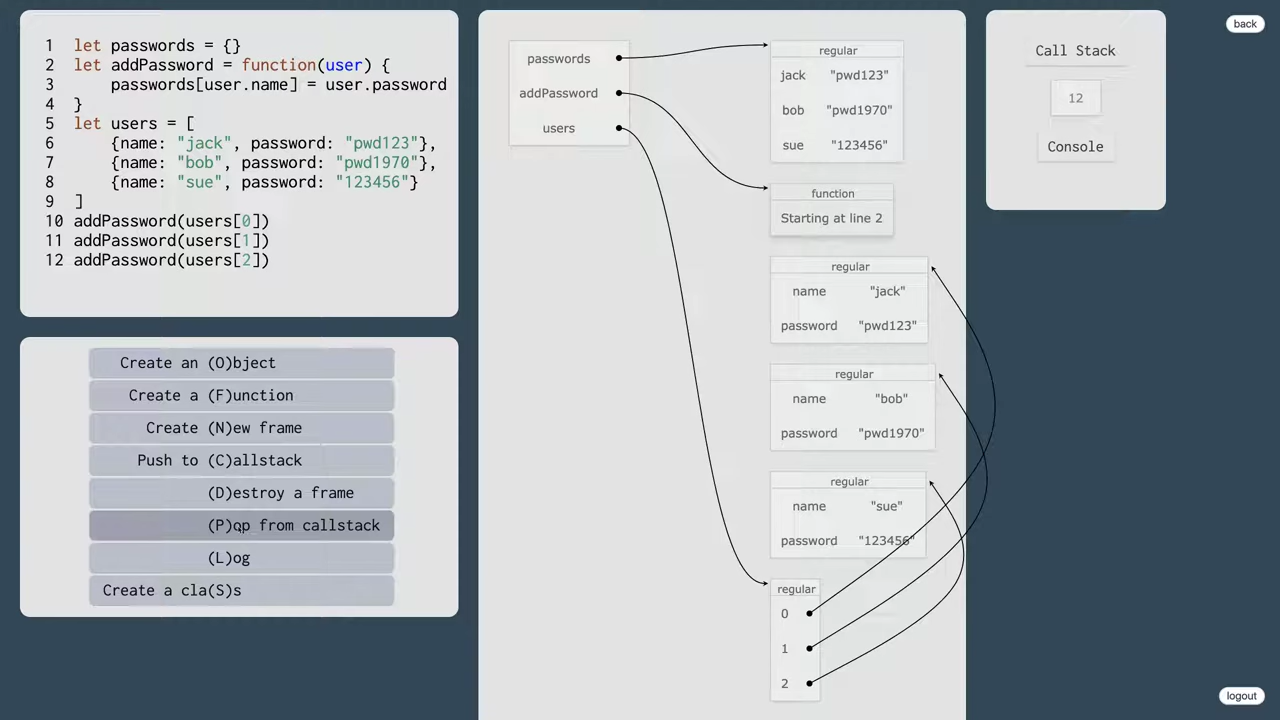 1 let passwords = {}
2 let addPassword = function(user) {
3 passwords[user.name] = user.password
4 }
5 let users = [
6 {name: "jack", password: "pwd123"},
7 {name: "bob", password: "pwd1970"},
8 {name: "sue", password: "123456"}
9 ]
10 addPassword(users[0])
11 addPassword(users[1])
12 addPassword(users[2])
Create an (O)bject
Create a (F)unction
Create (N)ew frame
Push to (C)allstack
(D)estroy a frame
(P)op from callstack
(L)og
Create a cla(S)s
passwords
addPassword
users
regular
jack "pwd123"
bob "pwd1970"
sue "123456"
function
Starting at line 2
regular
name "jack"
password "pwd123"
regular
name "bob"
password "pwd1970"
regular
name "sue"
password "123456"
regular
0
1
2
Call Stack
12
Console
back
logout